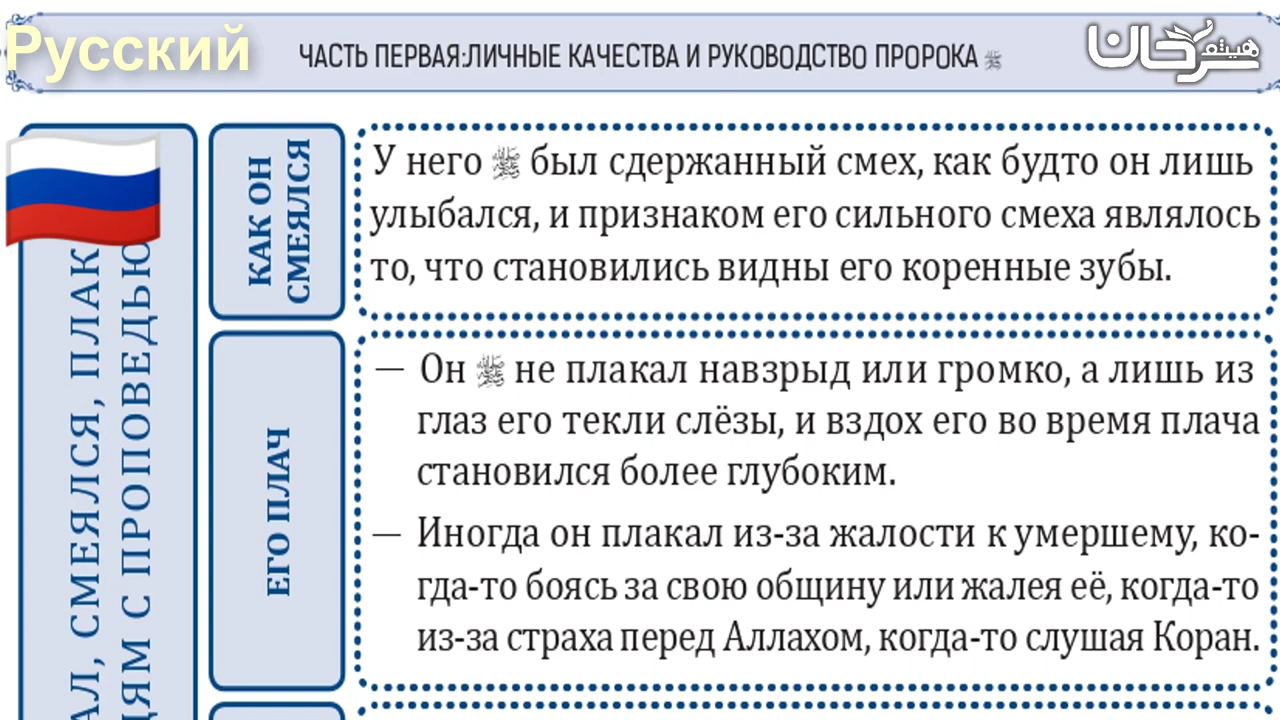 Русский
ЧАСТЬ ПЕРВАЯ:ЛИЧНЫЕ КАЧЕСТВА И РУКОВОДСТВО ПРОРОКА ﷺ
КАК ОН
СМЕЯЛСЯ
У него ﷺ был сдержанный смех, как будто он лишь
улыбался, и признаком его сильного смеха являлось
то, что становились видны его коренные зубы.
ЕГО ПЛАЧ
— Он ﷺ не плакал навзрыд или громко, а лишь из
глаз его текли слёзы, и вздох его во время плача
становился более глубоким.
— Иногда он плакал из-за жалости к умершему, ко-
гда-то боясь за свою общину или жалея её, когда-то
из-за страха перед Аллахом, когда-то слушая Коран.
АЛ, СМЕЯЛСЯ, ПЛАК
ЦЯМ С ПРОПОВЕДЬЮ